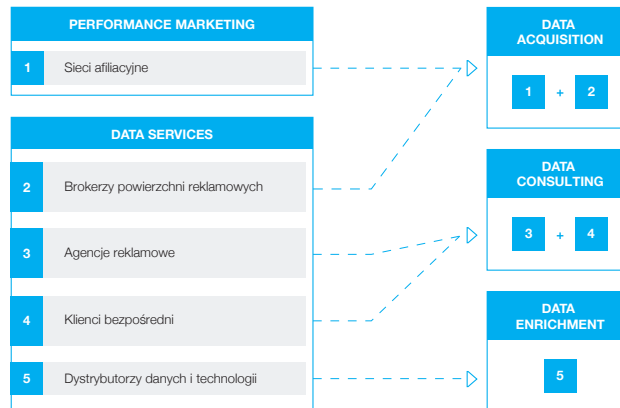 PERFORMANCE MARKETING
1 Sieci afiliacyjne
DATA SERVICES
2 Brokerzy powierzchni reklamowych
3 Agencje reklamowe
4 Klienci bezpośredni
5 Dystrybutorzy danych i technologii
DATA
ACQUISITION
1 + 2
DATA
CONSULTING
3 + 4
DATA
ENRICHMENT
5